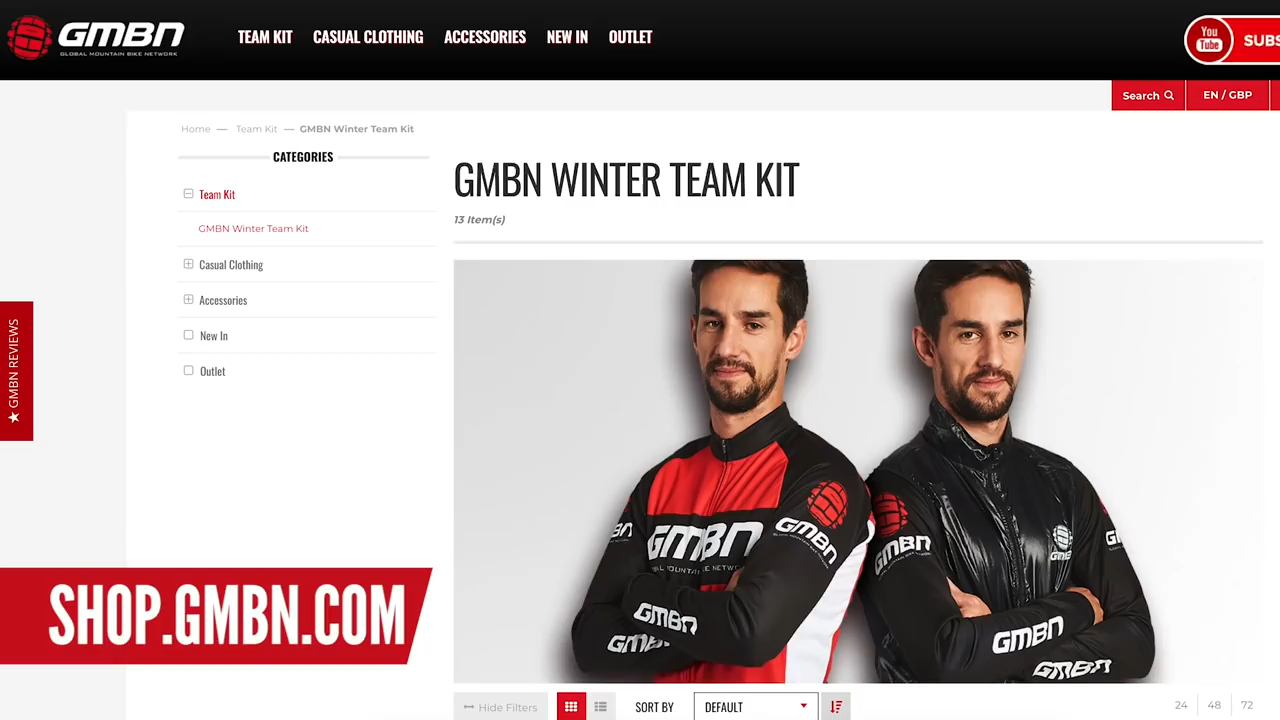 GMBN
GLOBAL MOUNTAIN BIKE NETWORK
TEAM KIT CASUAL CLOTHING ACCESSORIES NEW IN OUTLET
You
Tube
SUBS
Search EN / GBP
Home — Team Kit — GMBN Winter Team Kit
CATEGORIES
Team Kit
GMBN Winter Team Kit
Casual Clothing
Accessories
New In
Outlet
★ GMBN REVIEWS
GMBN WINTER TEAM KIT
13 Item(s)
GMBN
GMBN
GMBN
GMBN
GMBN
GMBN
GMBN
GMBN
SHOP.GMBN.COM
Hide Filters SORT BY DEFAULT 24 48 72